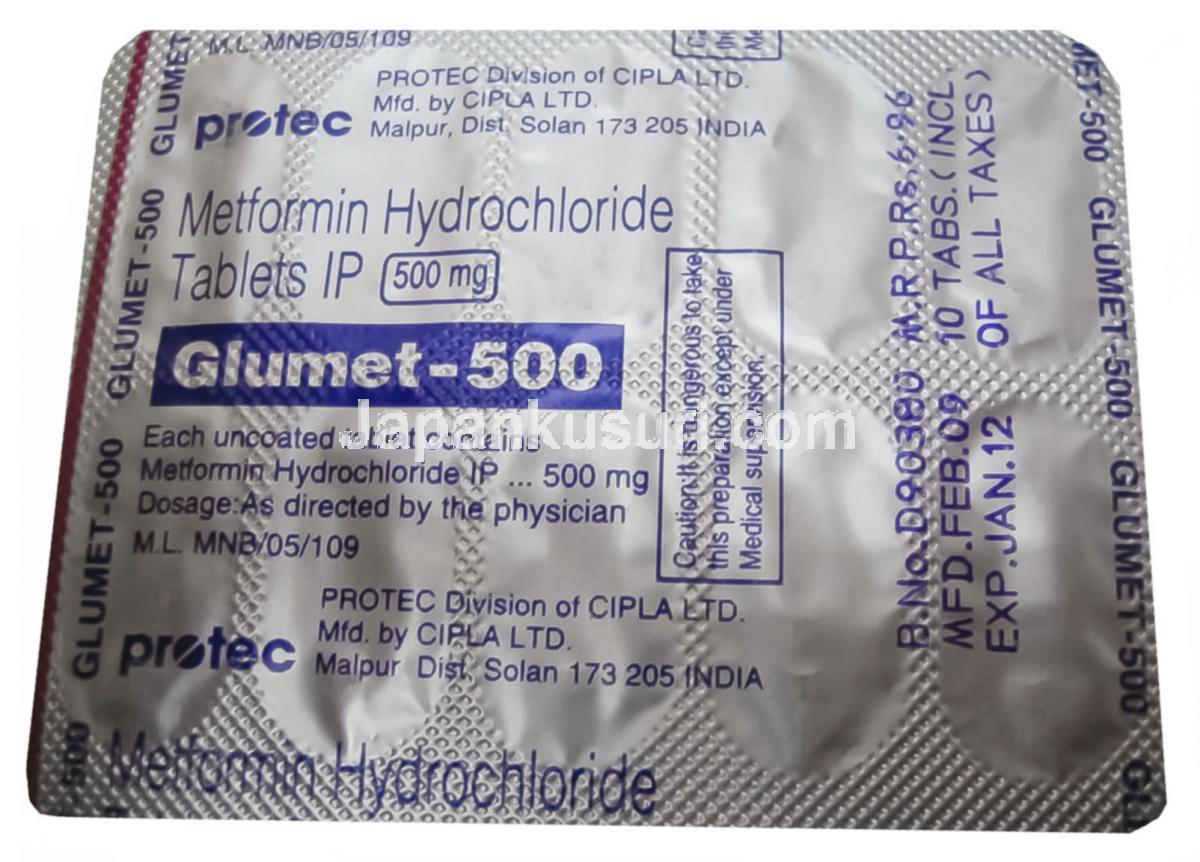 M.L. MNB/05/109
PROTEC Division of CIPLA LTD.
Mfd. by CIPLA LTD.
protec
Malpur, Dist. Solan 173 205 INDIA
Metformin Hydrochloride
Tablets IP 500 mg
Glumet-500
Japankusuri.com
Each uncoated tablet contains
Metformin Hydrochloride IP ... 500 mg
Dosage:As directed by the physician
M.L. MNB/05/109
PROTEC Division of CIPLA LTD.
Mfd. by CIPLA LTD.
protec
Malpur Dist. Solan 173 205 INDIA
Metformin Hydrochloride
Caution:It is dangerous to take
this preparation except under
Medical supervision.
B.No.D90380 M.R.P.Rs.6.96
MFD.FEB.09 10 TABS.(INCL.
EXP.JAN.12 OF ALL TAXES)
GLUMET
GLUMET-500
GLUMET-500
500
MET-500
GLUMET-500
GLUMET-500
GL